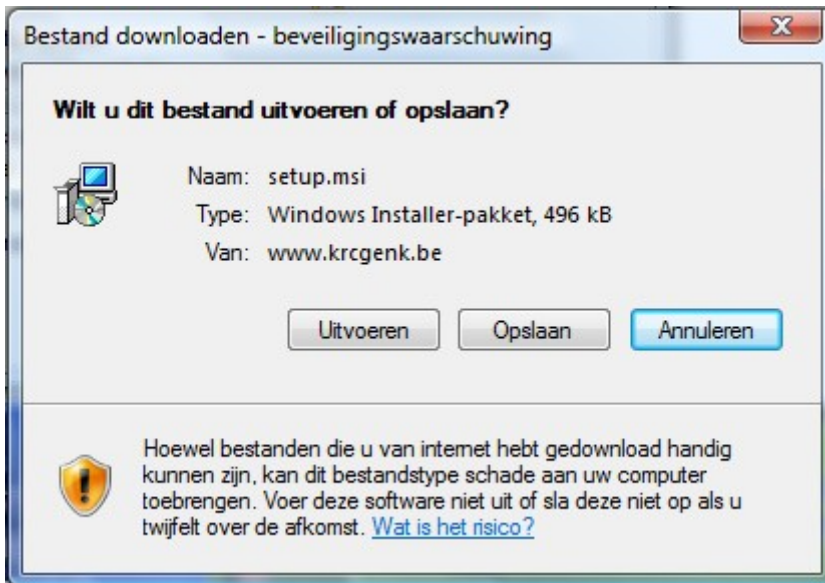 Bestand downloaden - beveiligingswaarschuwing
Wilt u dit bestand uitvoeren of opslaan?
Naam: setup.msi
Type: Windows Installer-pakket, 496 kB
Van: www.krcgenk.be
Uitvoeren Opslaan Annuleren
Hoewel bestanden die u van internet hebt gedownload handig
kunnen zijn, kan dit bestandstype schade aan uw computer
toebrengen. Voer deze software niet uit of sla deze niet op als u
twijfelt over de afkomst. Wat is het risico?